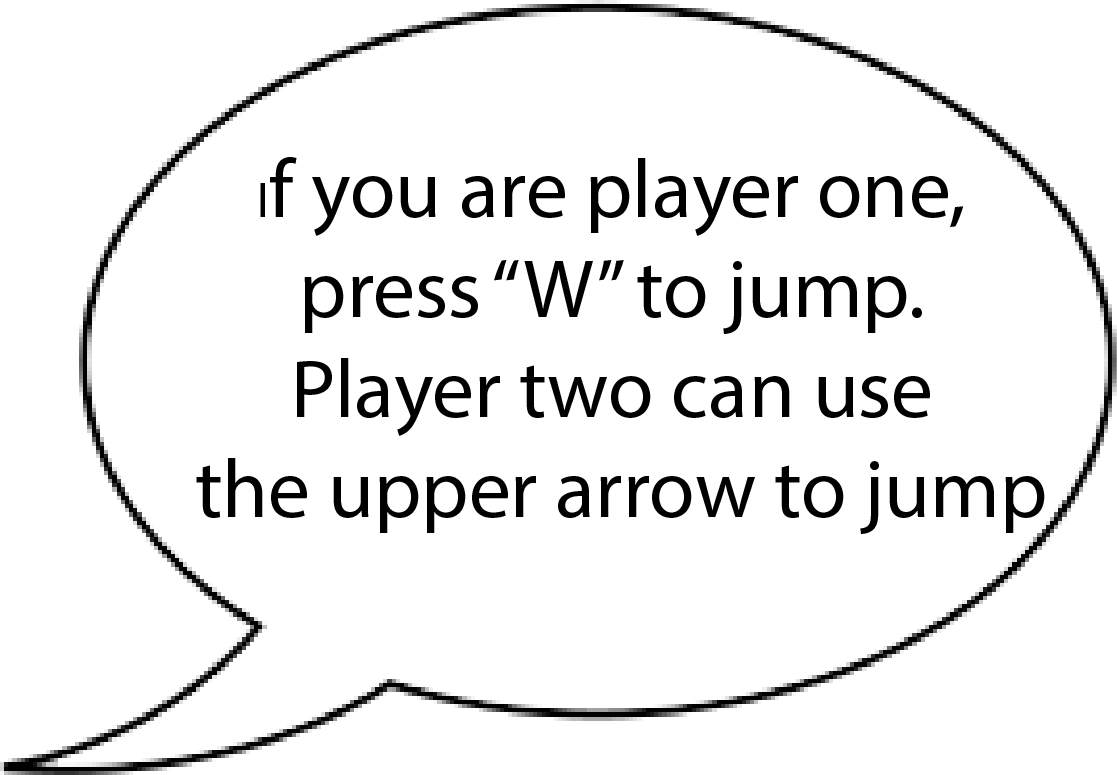 If you are player one,
press “W” to jump.
Player two can use
the upper arrow to jump